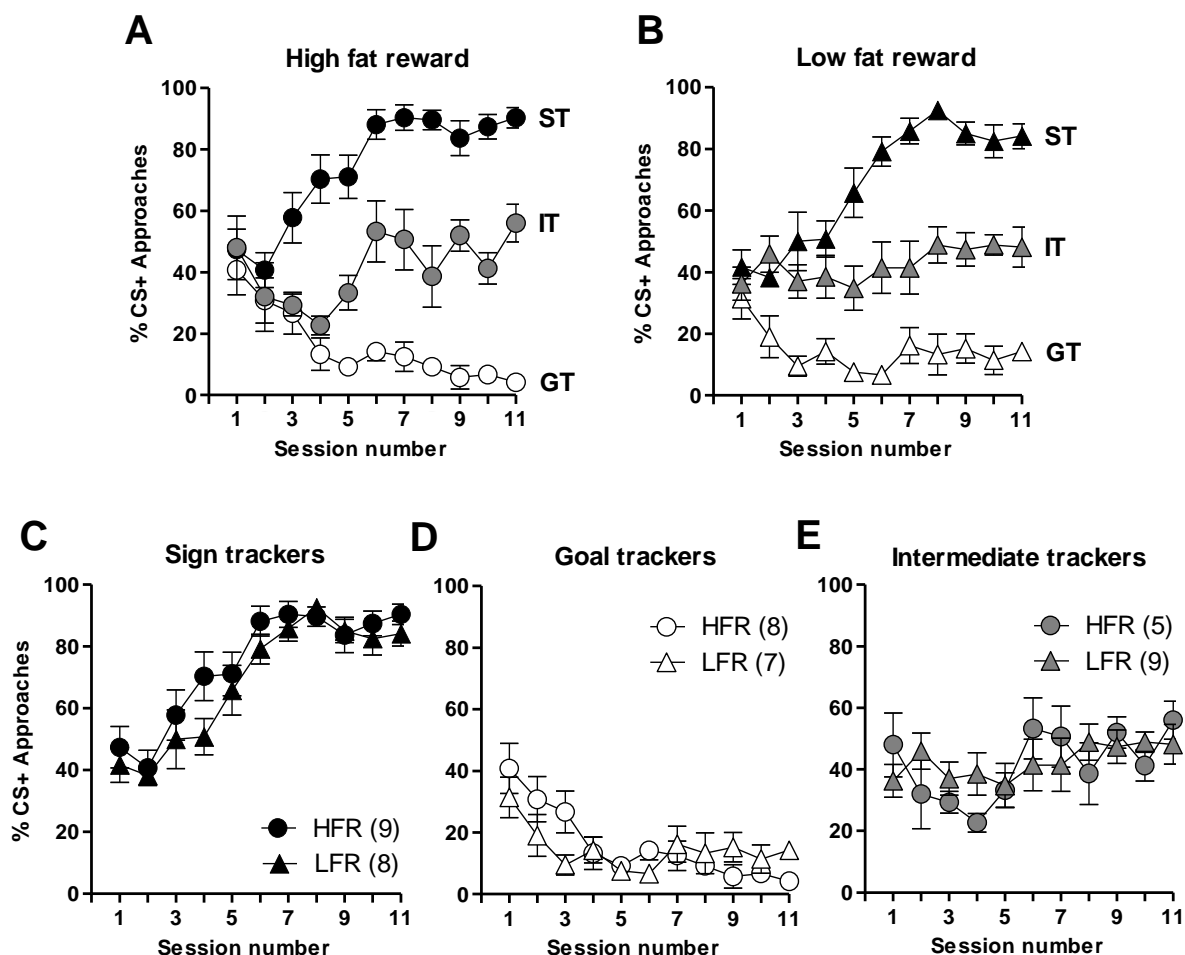 A
High fat reward
100
80
60
40
20
0
% CS+ Approaches
1 3 5 7 9 11
Session number
ST
IT
GT
B
Low fat reward
100
80
60
40
20
0
% CS+ Approaches
1 3 5 7 9 11
Session number
ST
IT
GT
C
Sign trackers
100
80
60
40
20
0
% CS+ Approaches
HFR (9)
LFR (8)
1 3 5 7 9 11
Session number
D
Goal trackers
100
80
60
40
20
0
HFR (8)
LFR (7)
1 3 5 7 9 11
Session number
E
Intermediate trackers
100
80
60
40
20
0
HFR (5)
LFR (9)
1 3 5 7 9 11
Session number